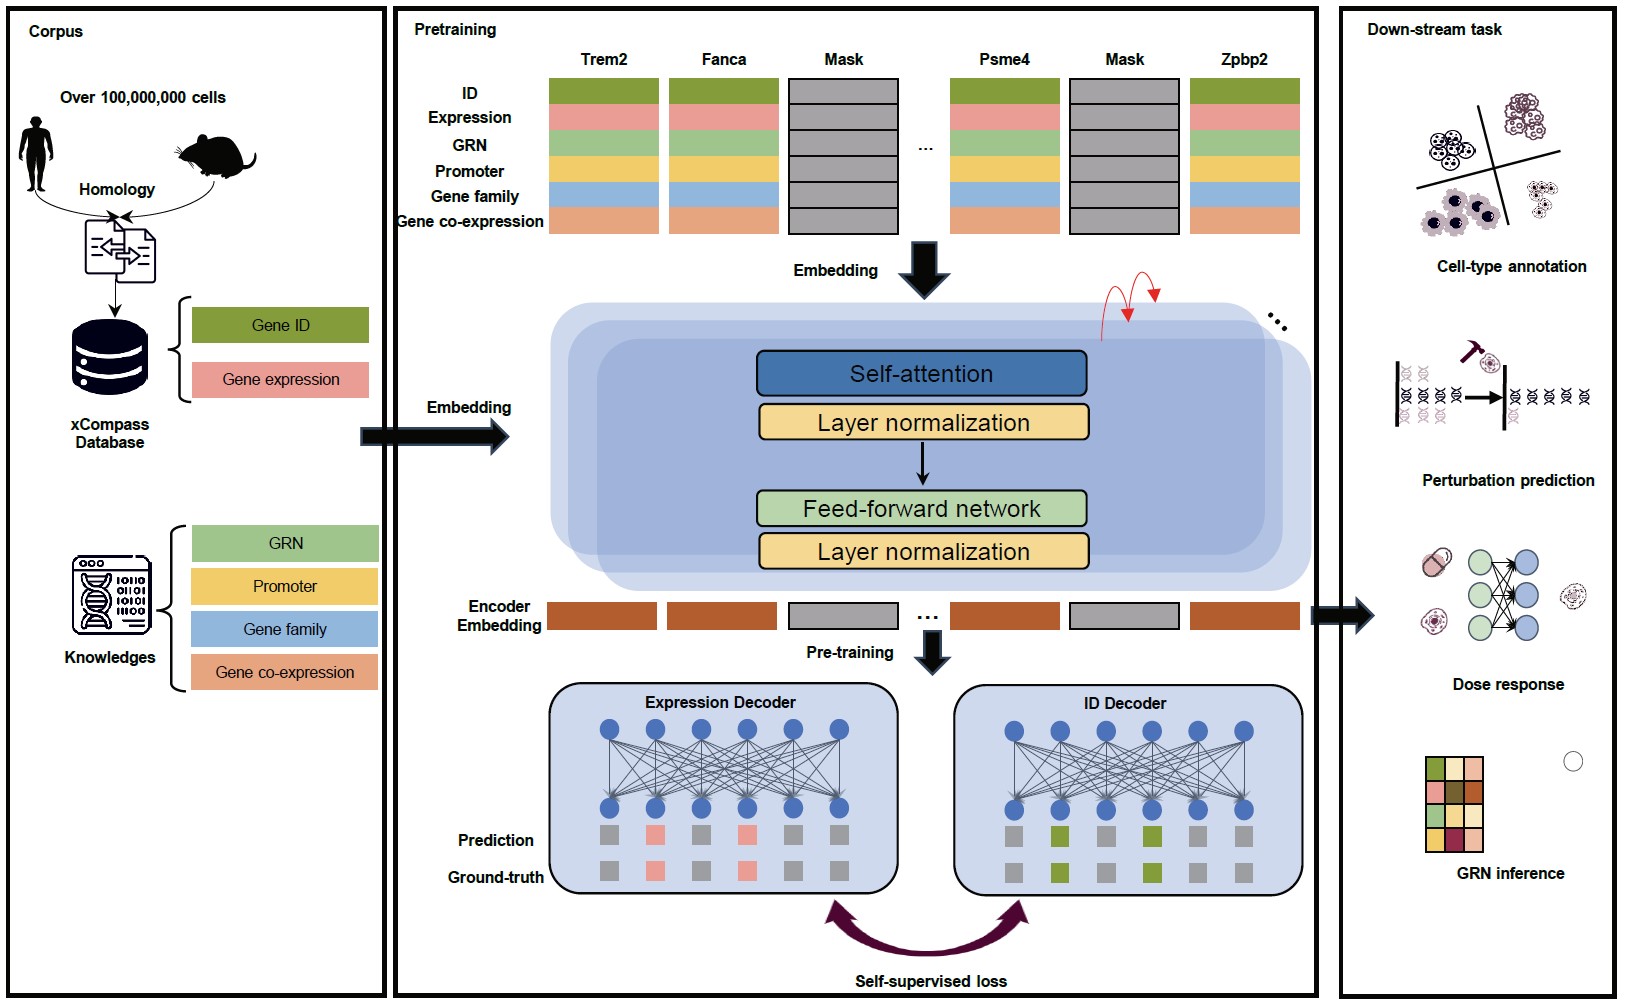 Corpus
Over 100,000,000 cells
Homology
Gene ID
Gene expression
xCompass
Database
GRN
Promoter
Gene family
Gene co-expression
Knowledges
Pretraining
Trem2 Fanca Mask Psme4 Mask Zpbp2
ID
Expression
GRN
...
Promoter
Gene family
Gene co-expression
Embedding
Embedding
Self-attention
Layer normalization
Feed-forward network
Layer normalization
Encoder
Embedding
...
Pre-training
Expression Decoder
ID Decoder
Prediction
Ground-truth
Self-supervised loss
Down-stream task
Cell-type annotation
Perturbation prediction
Dose response
GRN inference